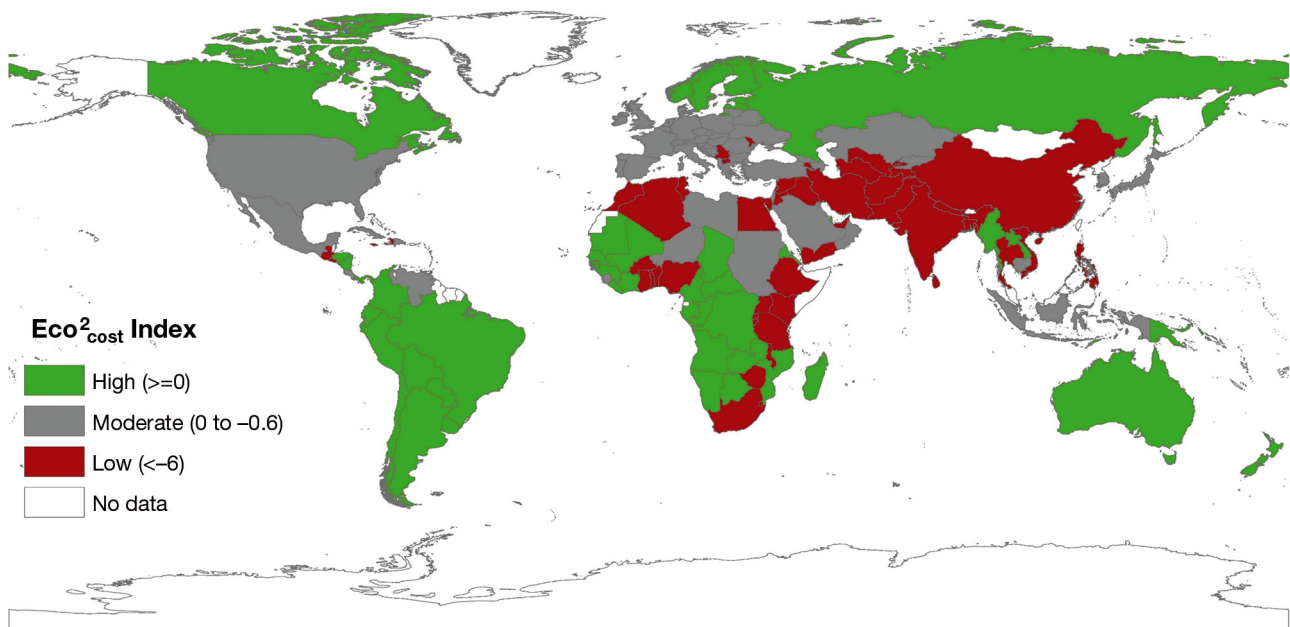 Eco²cost Index
High (>=0)
Moderate (0 to –0.6)
Low (<–6)
No data